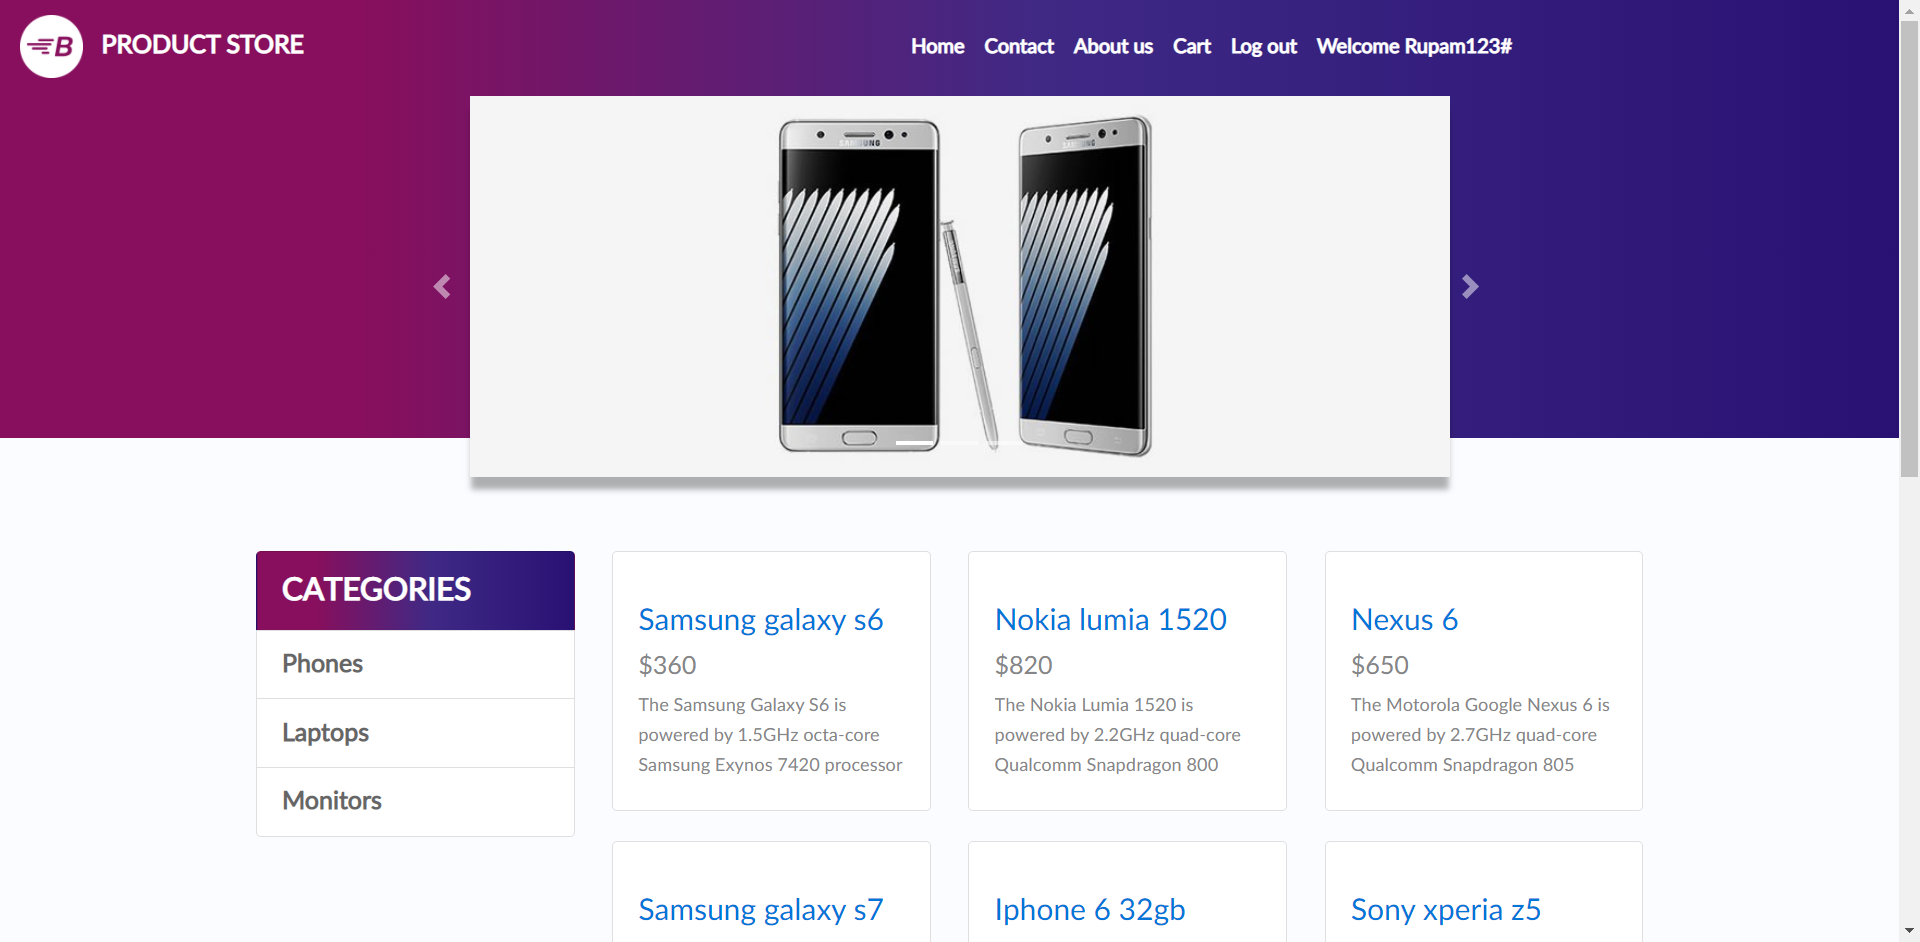 B PRODUCT STORE
Home Contact About us Cart Log out Welcome Rupam123#
SAMSUNG SAMSUNG
CATEGORIES
Phones
Laptops
Monitors
Samsung galaxy s6
$360
The Samsung Galaxy S6 is
powered by 1.5GHz octa-core
Samsung Exynos 7420 processor
Nokia lumia 1520
$820
The Nokia Lumia 1520 is
powered by 2.2GHz quad-core
Qualcomm Snapdragon 800
Nexus 6
$650
The Motorola Google Nexus 6 is
powered by 2.7GHz quad-core
Qualcomm Snapdragon 805
Samsung galaxy s7
Iphone 6 32gb
Sony xperia z5